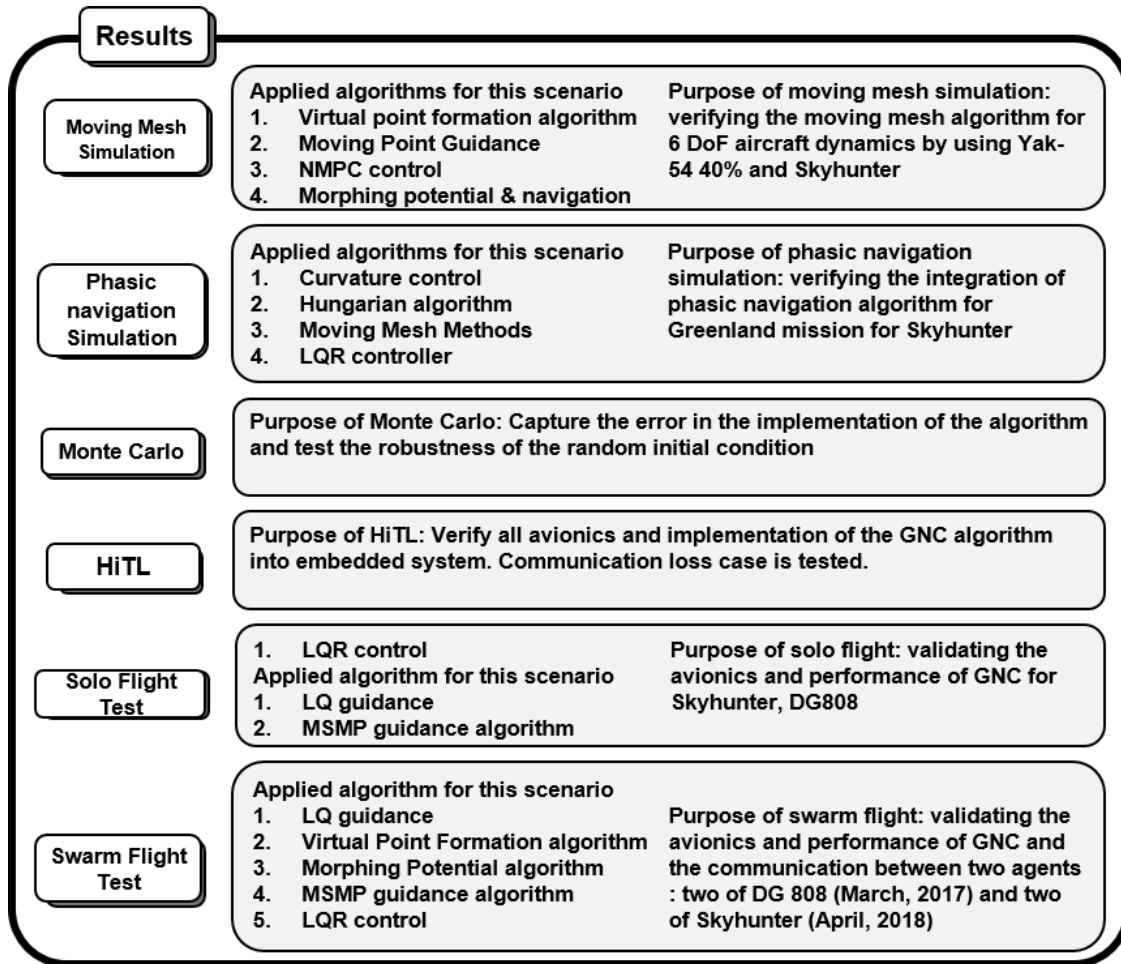 Results
Moving Mesh
Simulation
Applied algorithms for this scenario
1. Virtual point formation algorithm
2. Moving Point Guidance
3. NMPC control
4. Morphing potential & navigation
Purpose of moving mesh simulation:
verifying the moving mesh algorithm for
6 DoF aircraft dynamics by using Yak-
54 40% and Skyhunter
Phasic
navigation
Simulation
Applied algorithms for this scenario
1. Curvature control
2. Hungarian algorithm
3. Moving Mesh Methods
4. LQR controller
Purpose of phasic navigation
simulation: verifying the integration of
phasic navigation algorithm for
Greenland mission for Skyhunter
Monte Carlo
Purpose of Monte Carlo: Capture the error in the implementation of the algorithm
and test the robustness of the random initial condition
HiTL
Purpose of HiTL: Verify all avionics and implementation of the GNC algorithm
into embedded system. Communication loss case is tested.
Solo Flight
Test
1. LQR control
Applied algorithm for this scenario
1. LQ guidance
2. MSMP guidance algorithm
Purpose of solo flight: validating the
avionics and performance of GNC for
Skyhunter, DG808
Swarm Flight
Test
Applied algorithm for this scenario
1. LQ guidance
2. Virtual Point Formation algorithm
3. Morphing Potential algorithm
4. MSMP guidance algorithm
5. LQR control
Purpose of swarm flight: validating the
avionics and performance of GNC and
the communication between two agents
: two of DG 808 (March, 2017) and two
of Skyhunter (April, 2018)